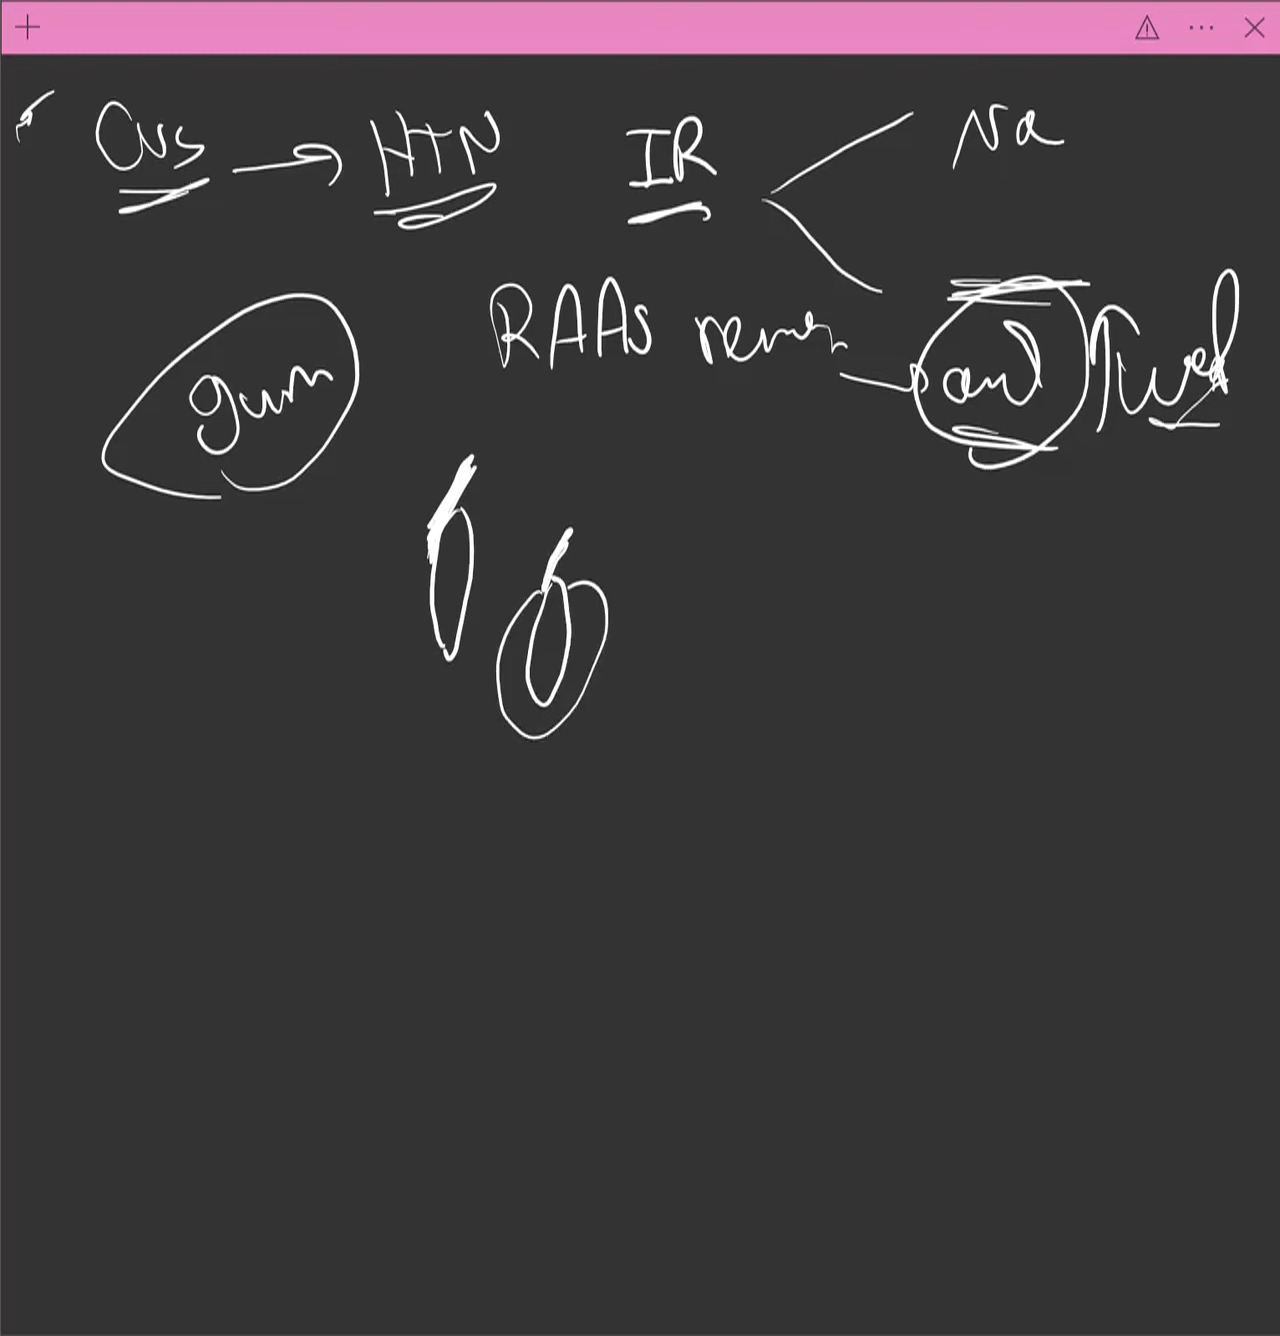 CVS → HTN IR Na
RAAS renin → and
gum